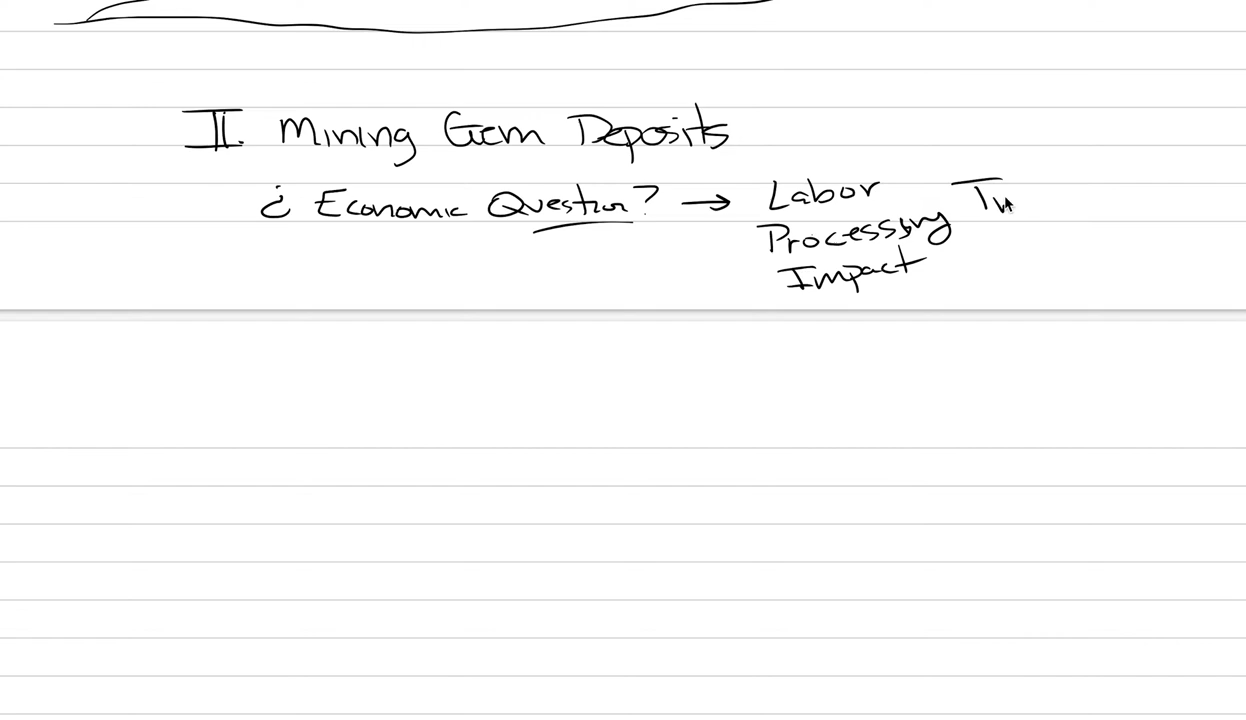 II. Mining Gem Deposits
¿ Economic Question? → Labor
Processing
Impact